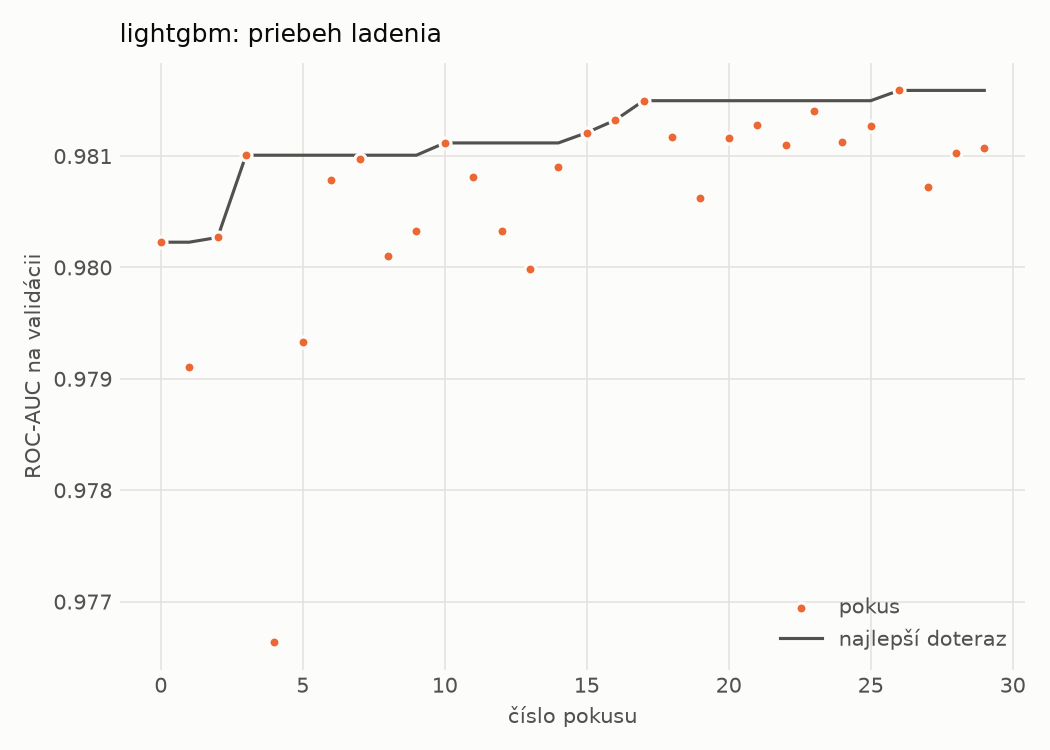 lightgbm: priebeh ladenia
ROC-AUC na validácii
0.981
0.980
0.979
0.978
0.977
pokus
najlepší doteraz
0 5 10 15 20 25 30
číslo pokusu